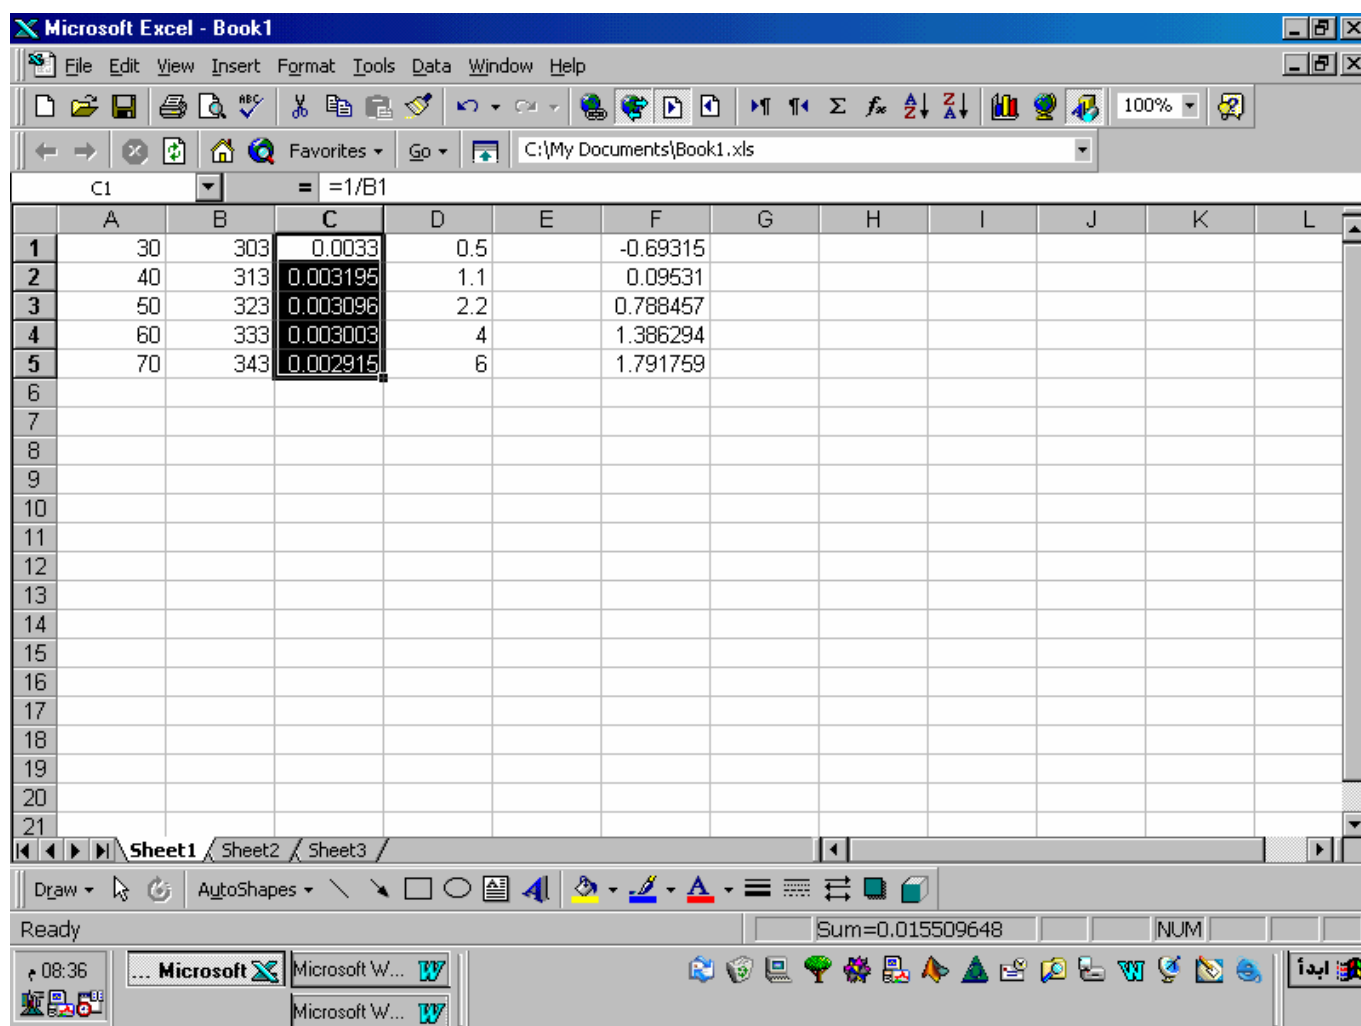 Microsoft Excel - Book1
File Edit View Insert Format Tools Data Window Help
100%
Favorites Go C:\My Documents\Book1.xls
C1 = =1/B1
A B C D E F G H I J K L
1 30 303 0.0033 0.5 -0.69315
2 40 313 0.003195 1.1 0.09531
3 50 323 0.003096 2.2 0.788457
4 60 333 0.003003 4 1.386294
5 70 343 0.002915 6 1.791759
6
7
8
9
10
11
12
13
14
15
16
17
18
19
20
21
Sheet1 Sheet2 Sheet3
Draw AutoShapes
Ready Sum=0.015509648 NUM
م 08:36 ... Microsoft Microsoft W... ابدأ
Microsoft W...